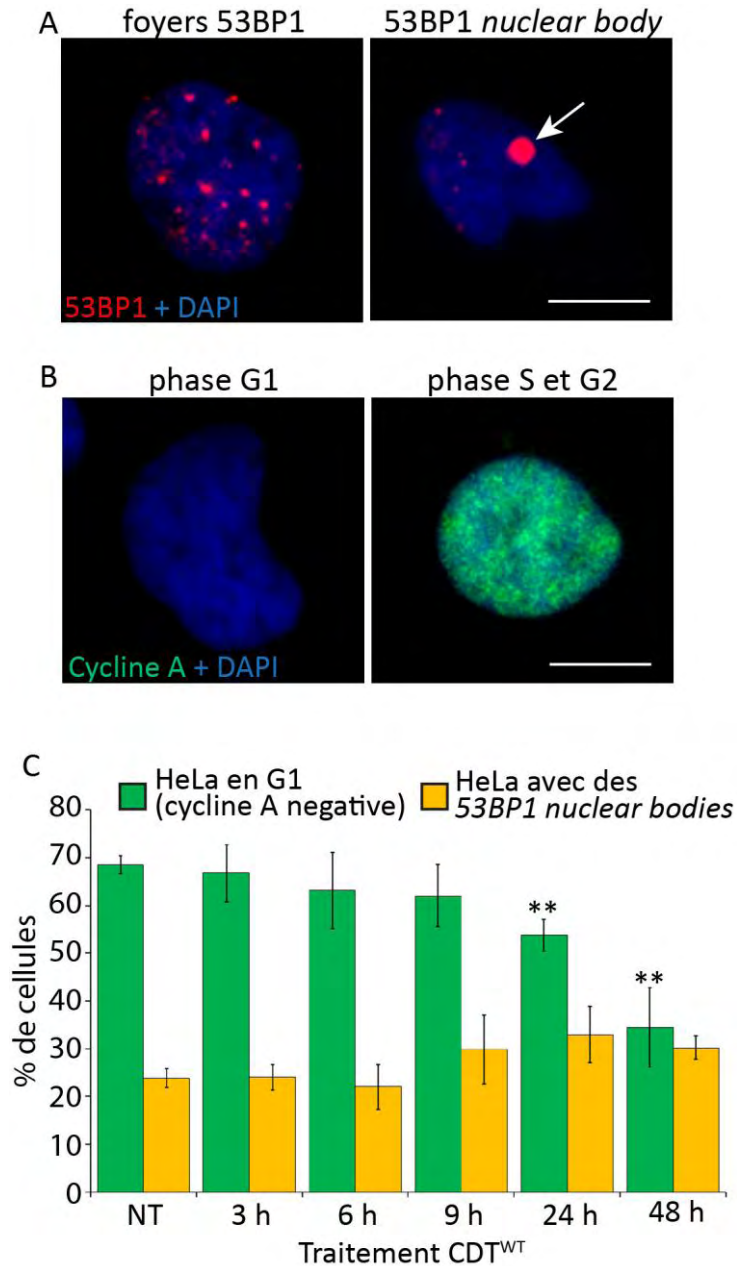 A
foyers 53BP1
53BP1 nuclear body
53BP1 + DAPI
B
phase G1
phase S et G2
Cycline A + DAPI
C
HeLa en G1
(cycline A negative)
HeLa avec des
53BP1 nuclear bodies
% de cellules
80
70
60
50
40
30
20
10
0
**
**
NT
3 h
6 h
9 h
24 h
48 h
Traitement CDTᵂᵀ